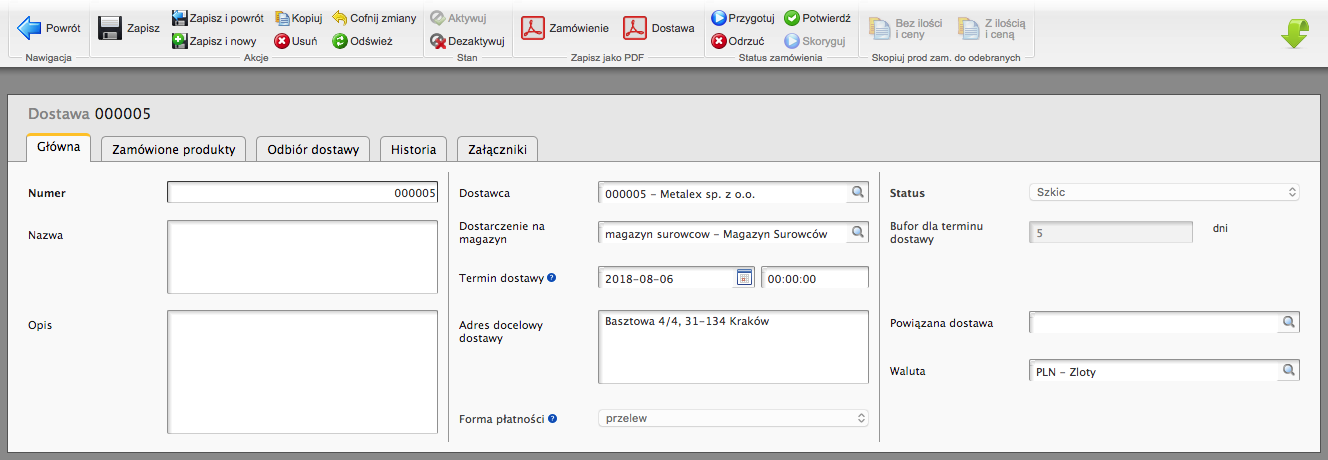 Powrót
Nawigacja
Zapisz
Zapisz i powrót
Zapisz i nowy
Kopiuj
Usuń
Cofnij zmiany
Odśwież
Akcje
Aktywuj
Dezaktywuj
Stan
Zamówienie
Dostawa
Zapisz jako PDF
Przygotuj
Odrzuć
Potwierdź
Skoryguj
Status zamówienia
Bez ilości
i ceny
Z ilością
i ceną
Skopiuj prod zam. do odebranych
Dostawa 000005
Główna
Zamówione produkty
Odbiór dostawy
Historia
Załączniki
Numer
000005
Nazwa
Opis
Dostawca
000005 - Metalex sp. z o.o.
Dostarczenie na
magazyn
magazyn surowcow - Magazyn Surowców
Termin dostawy ?
2018-08-06
00:00:00
Adres docelowy
dostawy
Basztowa 4/4, 31-134 Kraków
Forma płatności ?
przelew
Status
Szkic
Bufor dla terminu
dostawy
5
dni
Powiązana dostawa
Waluta
PLN - Zloty